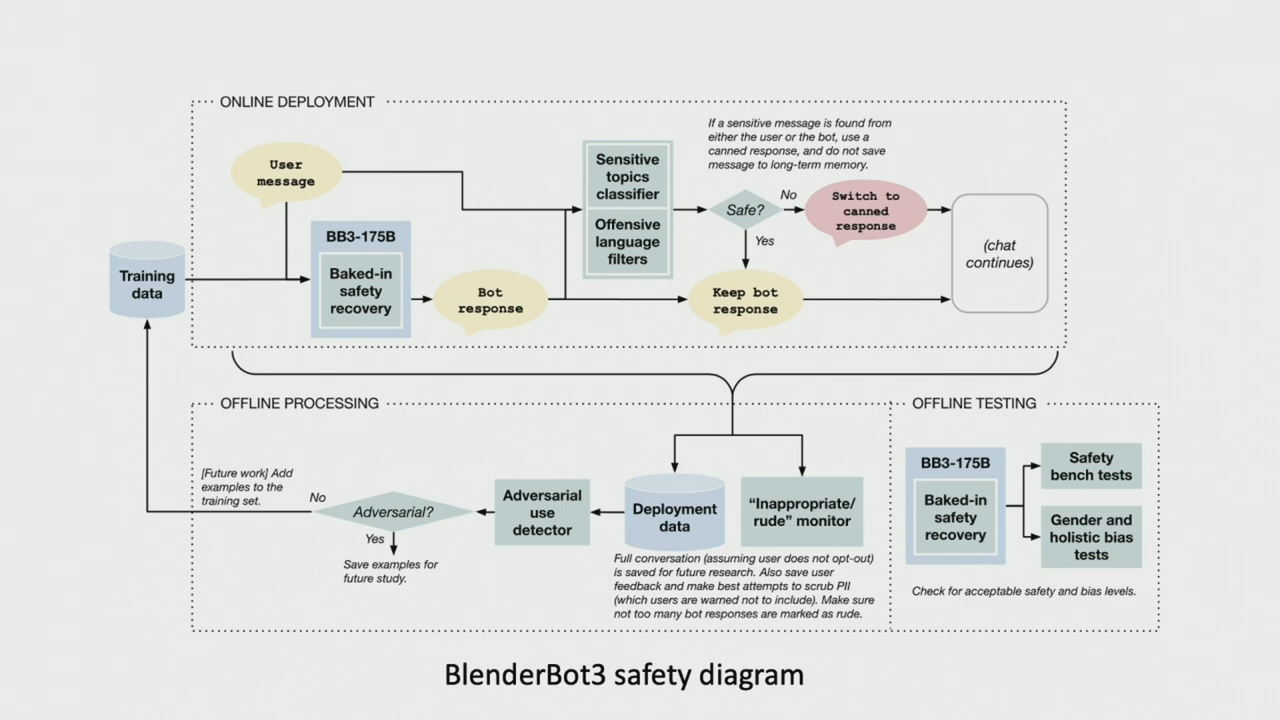 ONLINE DEPLOYMENT
User
message
Training
data
BB3-175B
Baked-in
safety
recovery
Bot
response
Sensitive
topics
classifier
Offensive
language
filters
If a sensitive message is found from
either the user or the bot, use a
canned response, and do not save
message to long-term memory.
Safe?
No
Yes
Switch to
canned
response
Keep bot
response
(chat
continues)
OFFLINE PROCESSING
[Future work] Add
examples to the
training set.
No
Adversarial?
Yes
Save examples for
future study.
Adversarial
use
detector
Deployment
data
"Inappropriate/
rude" monitor
Full conversation (assuming user does not opt-out)
is saved for future research. Also save user
feedback and make best attempts to scrub PII
(which users are warned not to include). Make sure
not too many bot responses are marked as rude.
OFFLINE TESTING
BB3-175B
Baked-in
safety
recovery
Safety
bench tests
Gender and
holistic bias
tests
Check for acceptable safety and bias levels.
BlenderBot3 safety diagram